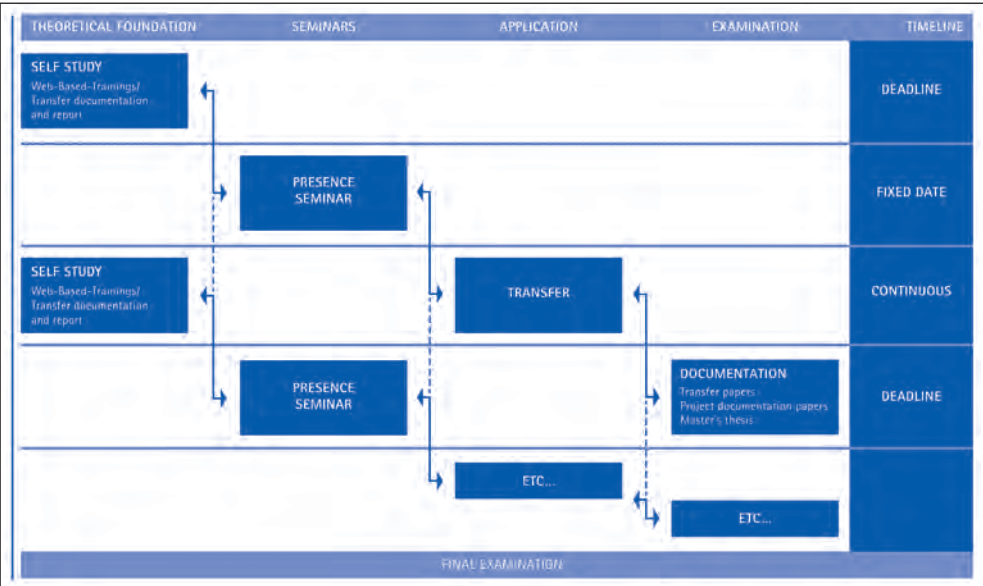 THEORETICAL FOUNDATION SEMINARS APPLICATION EXAMINATION TIMELINE
SELF STUDY
Web-Based-Trainings/
Transfer documentation
and report
DEADLINE
PRESENCE
SEMINAR
FIXED DATE
SELF STUDY
Web-Based-Trainings/
Transfer documentation
and report
TRANSFER
CONTINUOUS
PRESENCE
SEMINAR
DOCUMENTATION
Transfer papers
Project documentation papers
Master's thesis
DEADLINE
ETC...
ETC...
FINAL EXAMINATION